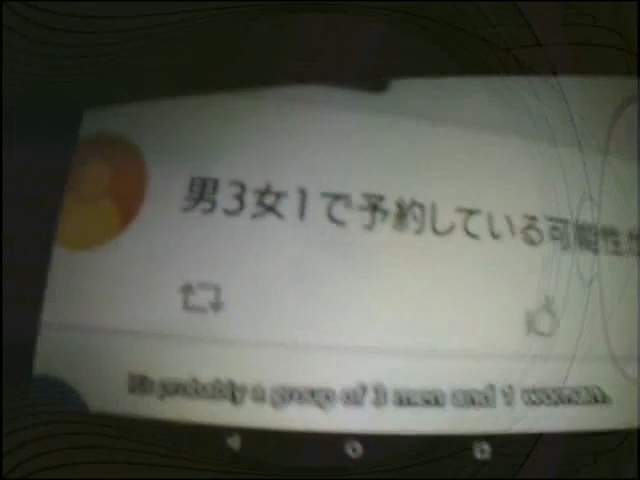 男3女1で予約している可能性が
It's probably a group of 3 men and 1 woman.